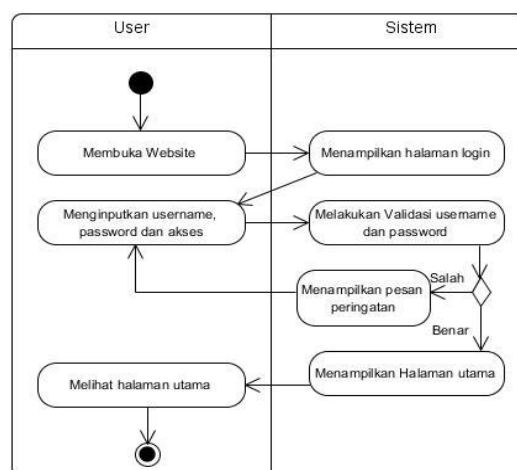 User
Sistem
Membuka Website
Menampilkan halaman login
Menginputkan username,
password dan akses
Melakukan Validasi username
dan password
Salah
Menampilkan pesan
peringatan
Benar
Menampilkan Halaman utama
Melihat halaman utama